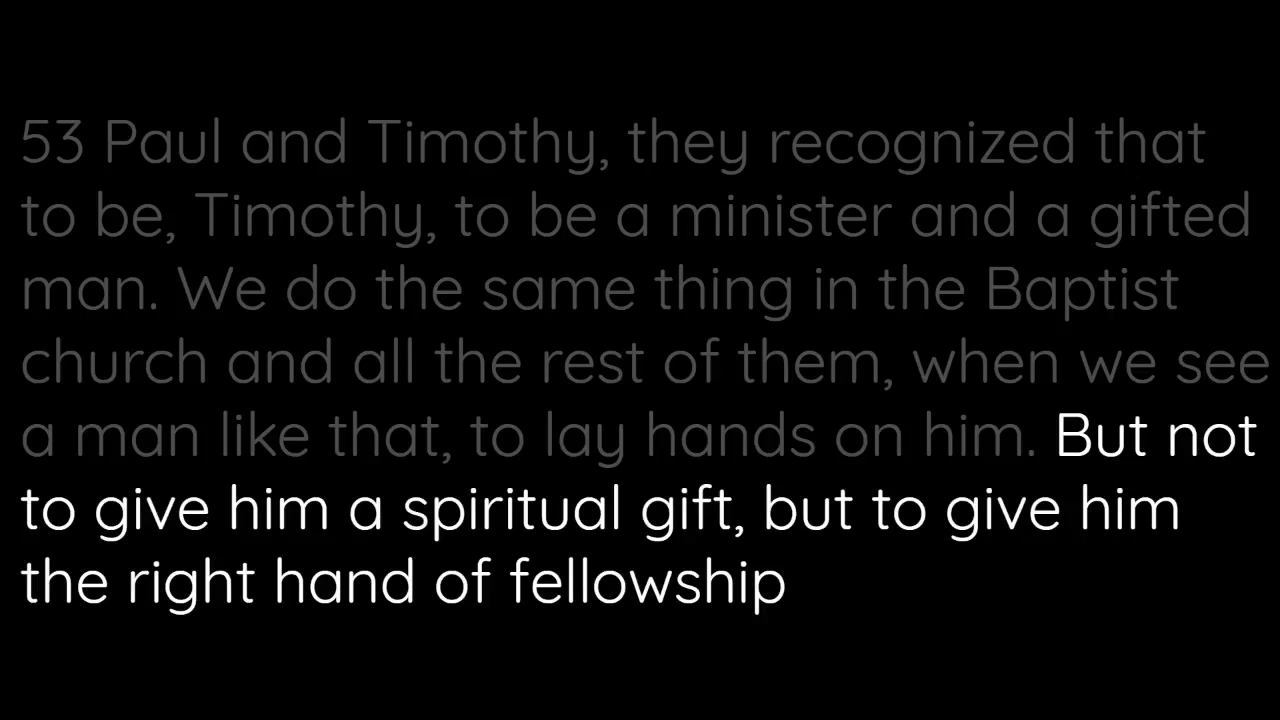 53 Paul and Timothy, they recognized that
to be, Timothy, to be a minister and a gifted
man. We do the same thing in the Baptist
church and all the rest of them, when we see
a man like that, to lay hands on him. But not
to give him a spiritual gift, but to give him
the right hand of fellowship